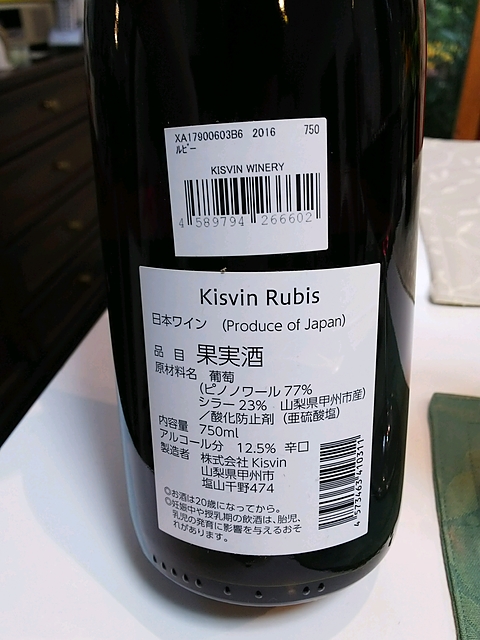 XA17900603B6 2016 750
ルビー
KISVIN WINERY
4 589794 266602
Kisvin Rubis
日本ワイン (Produce of Japan)
品目 果実酒
原材料名 葡萄
(ピノノワール 77%
シラー 23% 山梨県甲州市産)
/酸化防止剤(亜硫酸塩)
内容量 750ml
アルコール分 12.5% 辛口
製造者 株式会社 Kisvin
山梨県甲州市
塩山千野474
◎お酒は20歳になってから。
◎妊娠中や授乳期の飲酒は、胎児、
乳児の発育に影響を与えるおそ
れがあります。
4 573463 410311